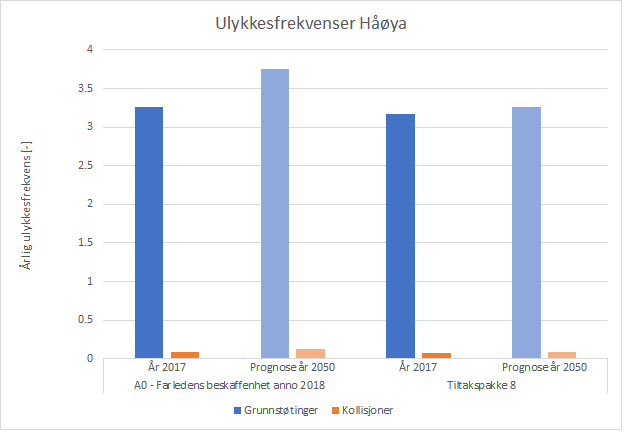 Ulykkesfrekvenser Håøya
Årlig ulykkesfrekvens [-]
4
3.5
3
2.5
2
1.5
1
0.5
0
År 2017 Prognose år 2050 År 2017 Prognose år 2050
A0 - Farledens beskaffenhet anno 2018 Tiltakspakke 8
Grunnstøtinger Kollisjoner